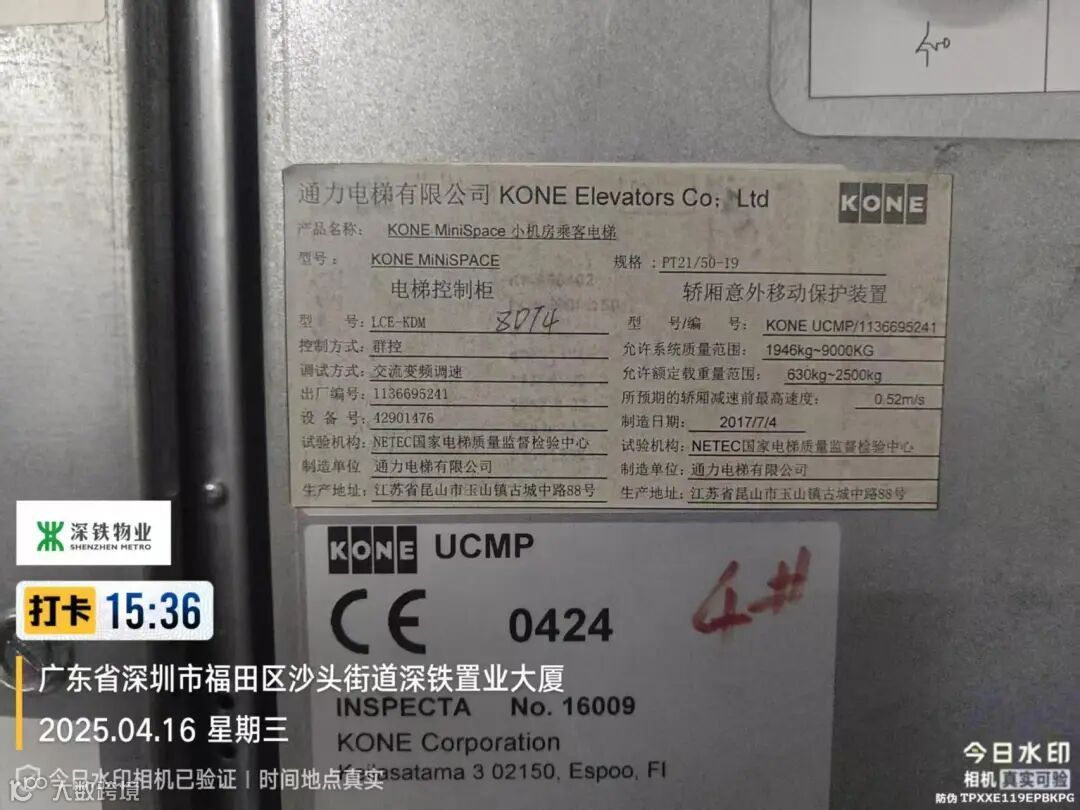 通力电梯有限公司 KONE Elevators Co; Ltd
KONE
产品名称: KONE MiniSpace 小机房乘客电梯
型号: KONE MiNiSPACE 规格:PT21/50-19
电梯控制柜 轿厢意外移动保护装置
型 号:LCE-KDM 型 号/编 号: KONE UCMP/1136695241
控制方式:群控 允许系统质量范围: 1946kg~9000KG
调试方式:交流变频调速 允许额定载重量范围: 630kg~2500kg
出厂编号:1136695241 所预期的轿厢减速前最高速度: 0.52m/s
设 备 号:42901476 制造日期: 2017/7/4
试验机构:NETEC国家电梯质量监督检验中心 试验机构:NETEC国家电梯质量监督检验中心
制造单位 通力电梯有限公司 制造单位:通力电梯有限公司
生产地址:江苏省昆山市玉山镇古城中路88号 生产地址:江苏省昆山市玉山镇古城中路88号
KONE UCMP
CE 0424
4#
INSPECTA No. 16009
KONE Corporation
3 02150, Espoo, FI
深铁物业
SHENZHEN METRO
打卡 15:36
广东省深圳市福田区沙头街道深铁置业大厦
2025.04.16 星期三
今日水印相机已验证 | 时间地点真实
大数跨境
今日水印
相机 真实可验
防伪 TPXXE119EPBKPG